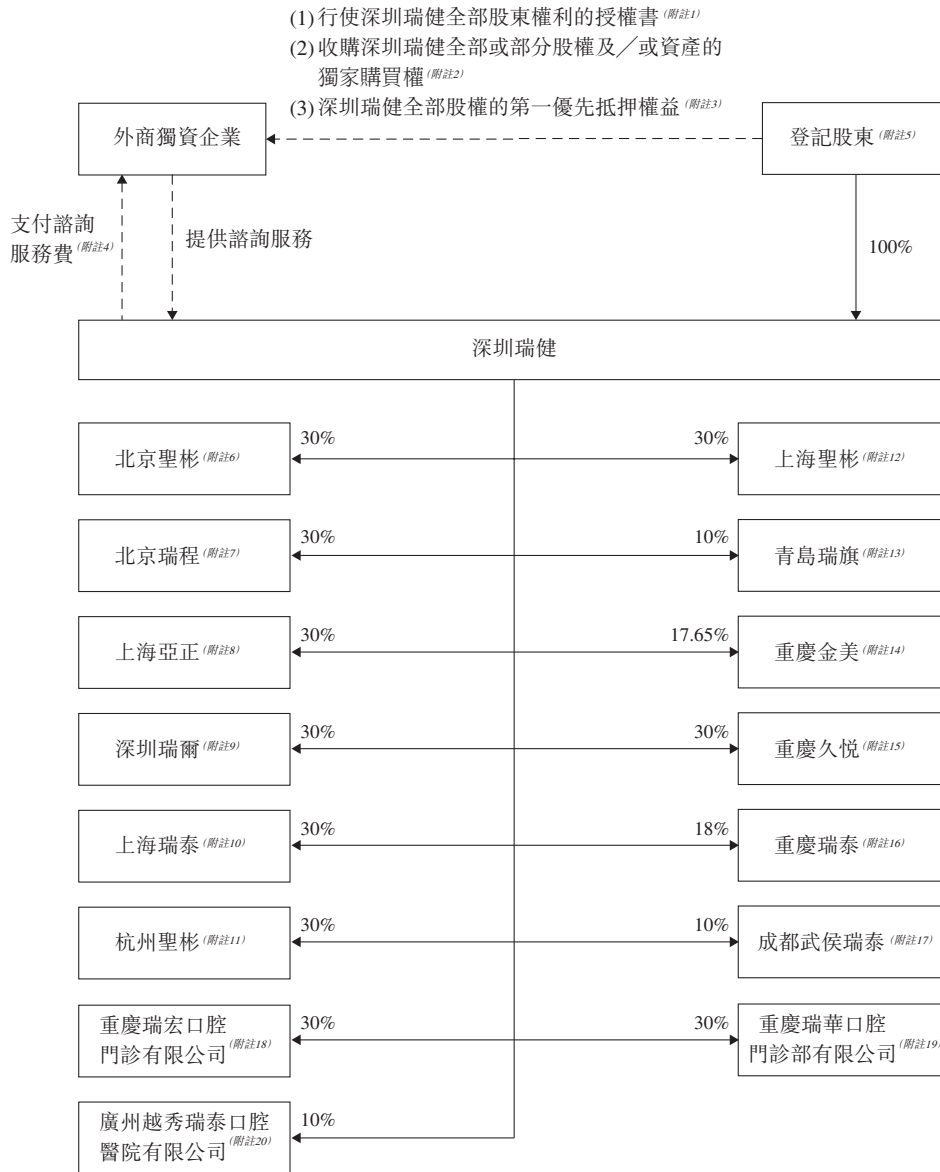 (1) 行使深圳瑞健全部股東權利的授權書(附註1)
(2) 收購深圳瑞健全部或部分股權及／或資產的
獨家購買權(附註2)
(3) 深圳瑞健全部股權的第一優先抵押權益(附註3)
外商獨資企業
登記股東(附註5)
支付諮詢
服務費(附註4)
提供諮詢服務
100%
深圳瑞健
北京聖彬(附註6)
30%
30%
上海聖彬(附註12)
北京瑞程(附註7)
30%
10%
青島瑞旗(附註13)
上海亞正(附註8)
30%
17.65%
重慶金美(附註14)
深圳瑞爾(附註9)
30%
30%
重慶久悅(附註15)
上海瑞泰(附註10)
30%
18%
重慶瑞泰(附註16)
杭州聖彬(附註11)
30%
10%
成都武侯瑞泰(附註17)
重慶瑞宏口腔
門診有限公司(附註18)
30%
30%
重慶瑞華口腔
門診部有限公司(附註19)
廣州越秀瑞泰口腔
醫院有限公司(附註20)
10%